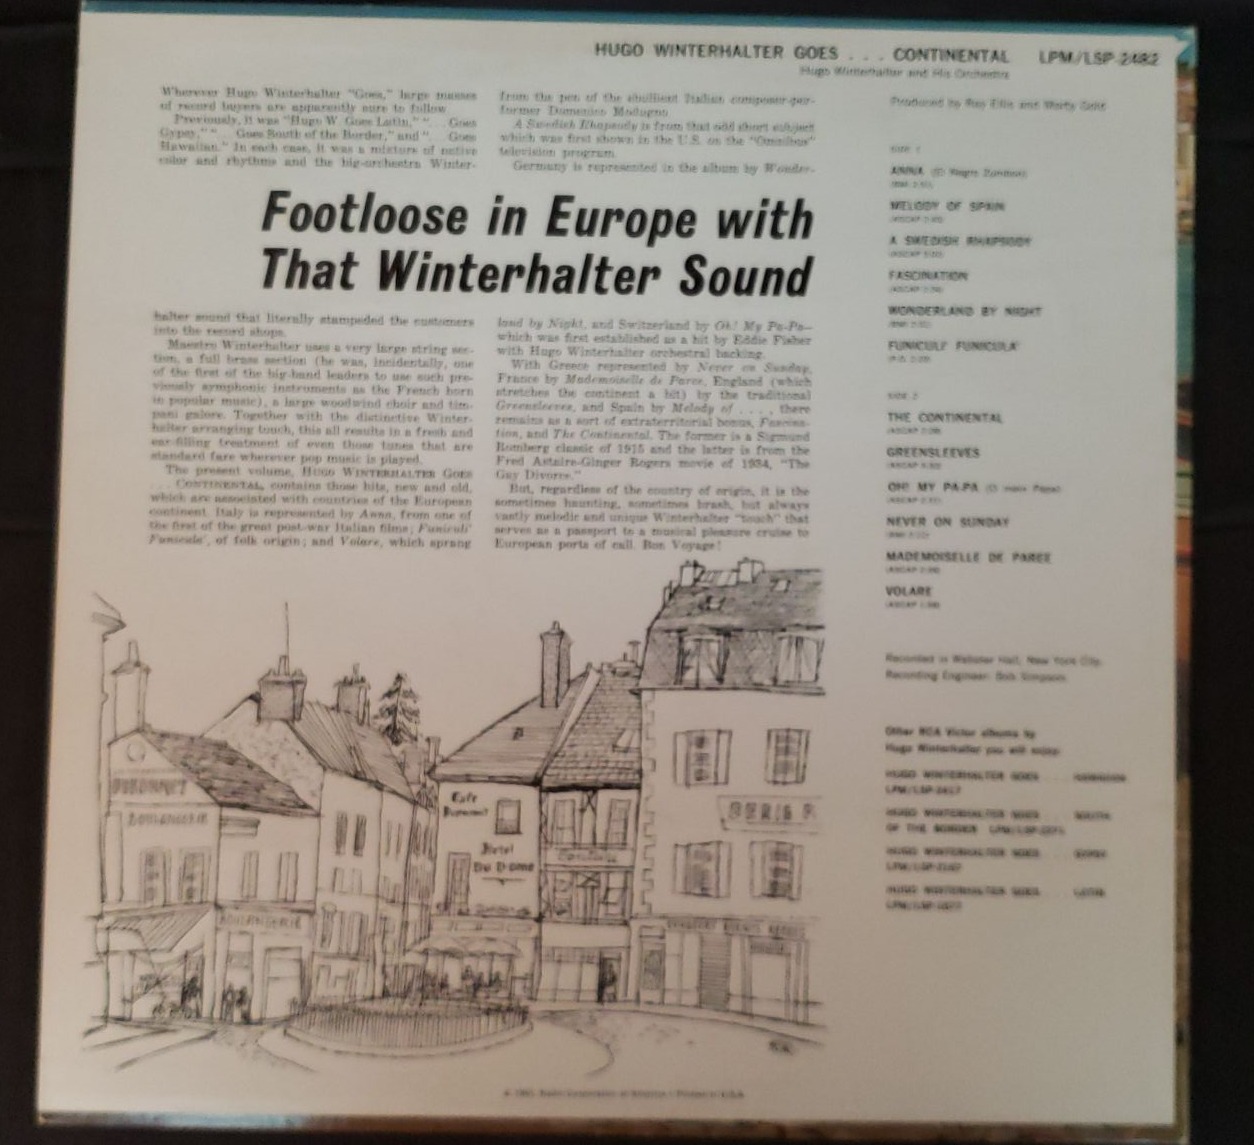 HUGO WINTERHALTER GOES . . . CONTINENTAL LPM/LSP-2482
Hugo Winterhalter and His Orchestra
Wherever Hugo Winterhalter "Goes," large masses
of record buyers are apparently sure to follow.
Previously, it was "Hugo W. Goes Latin," ". . . Goes
Gypsy," ". . . Goes South of the Border," and ". . . Goes
Hawaiian." In each case, it was a mixture of native
color and rhythms and the big-orchestra Winter-
Footloose in Europe with
That Winterhalter Sound
halter sound that literally stampeded the customers
into the record shops.
Maestro Winterhalter uses a very large string sec-
tion, a full brass section (he was, incidentally, one
of the first of the big-band leaders to use such pre-
viously symphonic instruments as the French horn
in popular music), a large woodwind choir and tim-
pani galore. Together with the distinctive Winter-
halter arranging touch, this all results in a fresh and
ear-filling treatment of even those tunes that are
standard fare wherever pop music is played.
The present volume, HUGO WINTERHALTER GOES
. . . CONTINENTAL, contains those hits, new and old,
which are associated with countries of the European
continent. Italy is represented by Anna, from one of
the first of the great post-war Italian films; Funiculi'
Funicula', of folk origin; and Volare, which sprang
from the pen of the ebullient Italian composer-per-
former Domenico Modugno.
A Swedish Rhapsody is from that odd short subject
which was first shown in the U.S. on the "Omnibus"
television program.
Germany is represented in the album by Wonder-
land by Night, and Switzerland by Oh! My Pa-Pa—
which was first established as a hit by Eddie Fisher
with Hugo Winterhalter orchestral backing.
With Greece represented by Never on Sunday,
France by Mademoiselle de Paree, England (which
stretches the continent a bit) by the traditional
Greensleeves, and Spain by Melody of . . . , there
remains as a sort of extraterritorial bonus, Fascina-
tion, and The Continental. The former is a Sigmund
Romberg classic of 1915 and the latter is from the
Fred Astaire-Ginger Rogers movie of 1934, "The
Gay Divorce."
But, regardless of the country of origin, it is the
sometimes haunting, sometimes brash, but always
vastly melodic and unique Winterhalter "touch" that
serves as a passport to a musical pleasure cruise to
European ports of call. Bon Voyage!
Produced by Ray Ellis and Marty Gold
SIDE 1
ANNA (El Negro Zumbon)
MELODY OF SPAIN
A SWEDISH RHAPSODY
FASCINATION
WONDERLAND BY NIGHT
FUNICULI' FUNICULA'
SIDE 2
THE CONTINENTAL
GREENSLEEVES
OH! MY PA-PA (O mein Papa)
NEVER ON SUNDAY
MADEMOISELLE DE PAREE
VOLARE
Recorded in Webster Hall, New York City
Recording Engineer: Bob Simpson
Other RCA Victor albums by
Hugo Winterhalter you will enjoy:
HUGO WINTERHALTER GOES . . . HAWAIIAN
LPM/LSP-2417
HUGO WINTERHALTER GOES . . . SOUTH
OF THE BORDER LPM/LSP
HUGO WINTERHALTER GOES . . . GYPSY
LPM/LSP
HUGO WINTERHALTER GOES . . . LATIN
LPM/LSP
DUBONNET
BOULANGERIE
Cafe
Hotel
Du Dome
BOULANGERIE